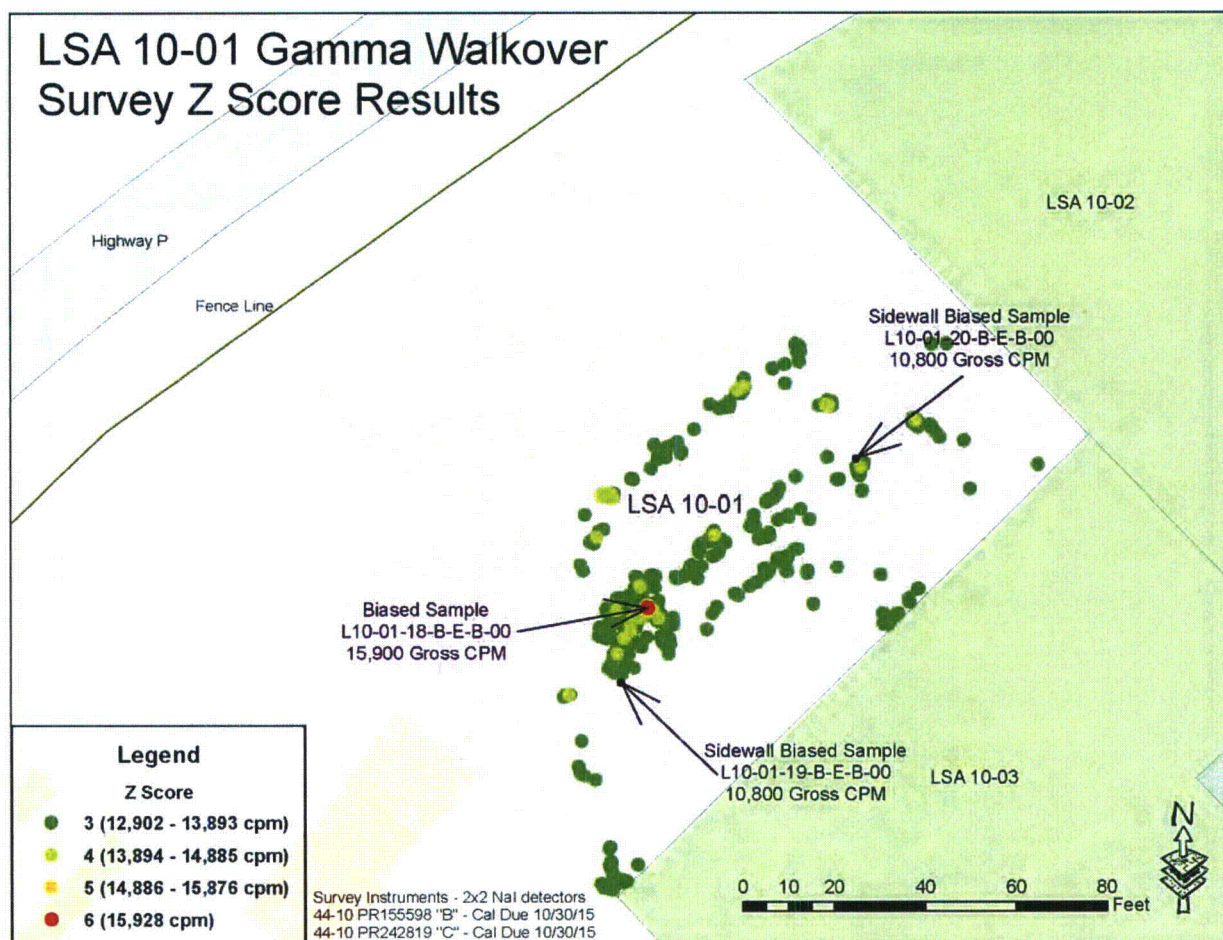 LSA 10-01 Gamma Walkover
Survey Z Score Results
LSA 10-02
Highway P
Fence Line
Sidewall Biased Sample
L10-01-20-B-E-B-00
10,800 Gross CPM
LSA 10-01
Biased Sample
L10-01-18-B-E-B-00
15,900 Gross CPM
Sidewall Biased Sample
L10-01-19-B-E-B-00
10,800 Gross CPM
LSA 10-03
Legend
Z Score
3 (12,902 - 13,893 cpm)
4 (13,894 - 14,885 cpm)
5 (14,886 - 15,876 cpm)
6 (15,928 cpm)
Survey Instruments - 2x2 NaI detectors
44-10 PR155598 "B" - Cal Due 10/30/15
44-10 PR242819 "C" - Cal Due 10/30/15
N
0 10 20 40 60 80
Feet